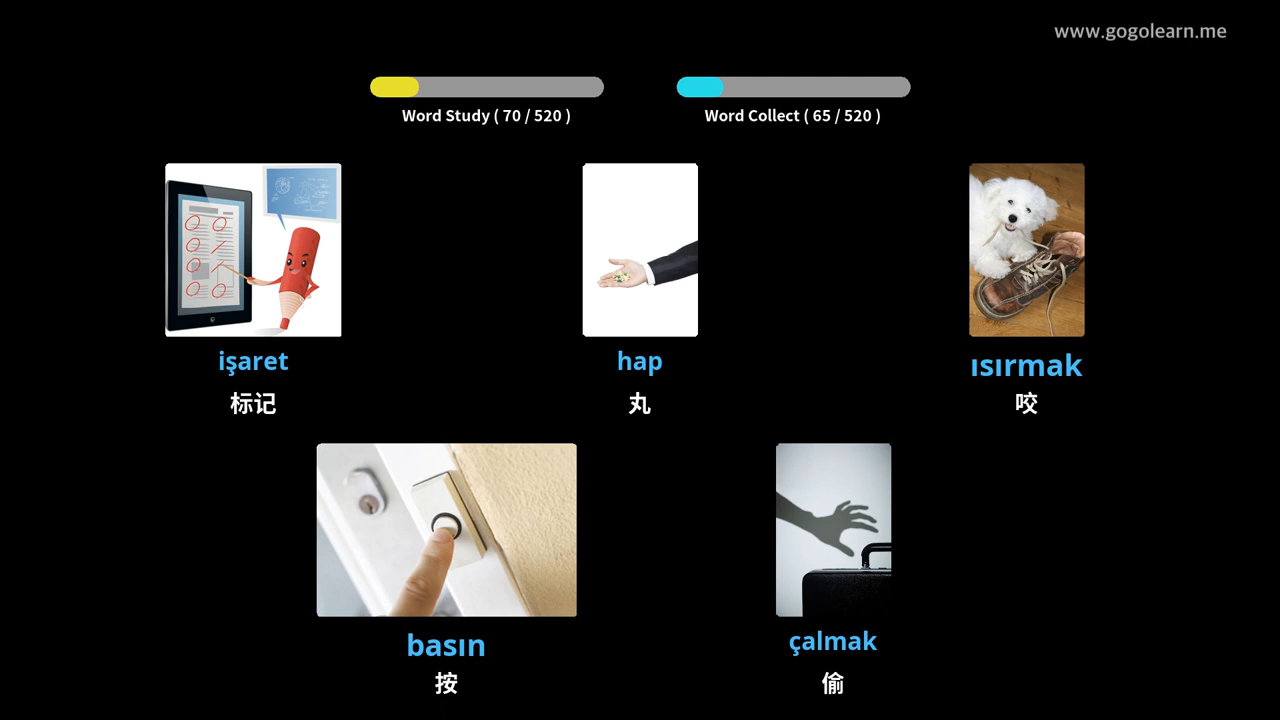 www.gogolearn.me
Word Study ( 70 / 520 )
Word Collect ( 65 / 520 )
işaret
标记
hap
丸
ısırmak
咬
basın
按
çalmak
偷